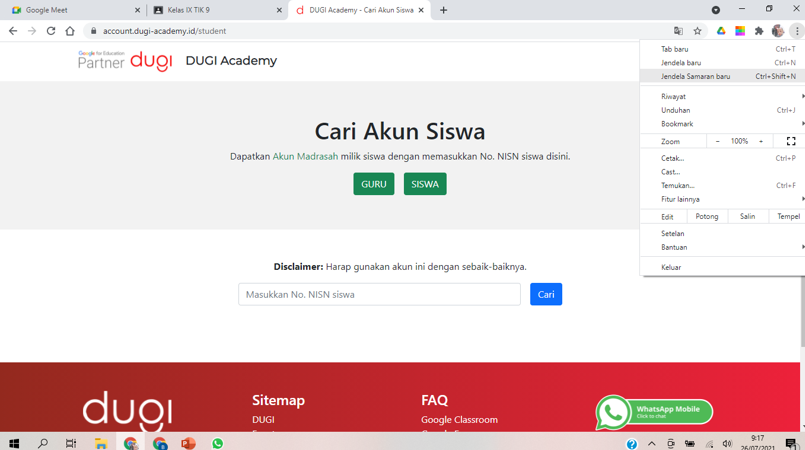 Google Meet
Kelas IX TIK 9
DUGI Academy - Cari Akun Siswa
account.dugi-academy.id/student
Google for Education
Partner
dugi
DUGI Academy
Tab baru Ctrl+T
Jendela baru Ctrl+N
Jendela Samaran baru Ctrl+Shift+N
Riwayat
Unduhan Ctrl+J
Bookmark
Zoom - 100% +
Cetak... Ctrl+P
Cast...
Temukan... Ctrl+F
Fitur lainnya
Edit Potong Salin Tempel
Setelan
Bantuan
Keluar
Cari Akun Siswa
Dapatkan Akun Madrasah milik siswa dengan memasukkan No. NISN siswa disini.
GURU SISWA
Disclaimer: Harap gunakan akun ini dengan sebaik-baiknya.
Masukkan No. NISN siswa Cari
dugi
Sitemap
DUGI
FAQ
Google Classroom
WhatsApp Mobile
Click to chat
9:17
26/07/2021